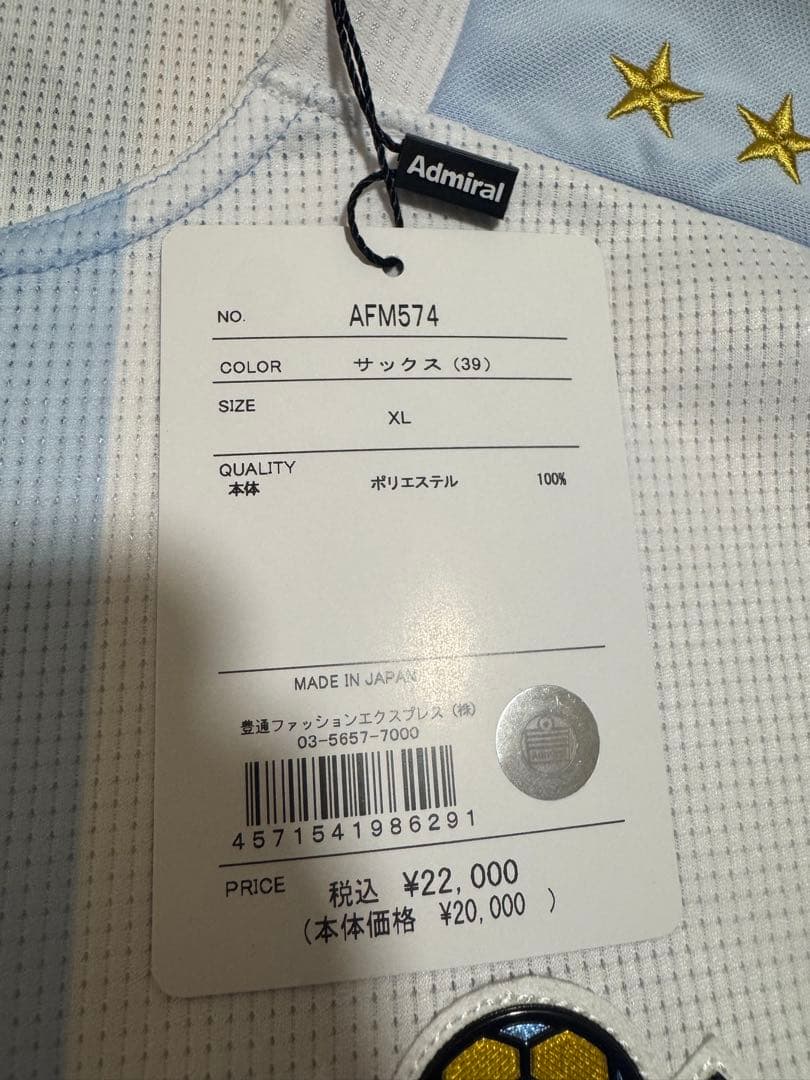 Admiral
NO. AFM574
COLOR サックス (39)
SIZE XL
QUALITY
本体 ポリエステル 100%
MADE IN JAPAN
豊通ファッションエクスプレス (株)
03-5657-7000
4571541986291
PRICE 税込 ¥22,000
(本体価格 ¥20,000 )